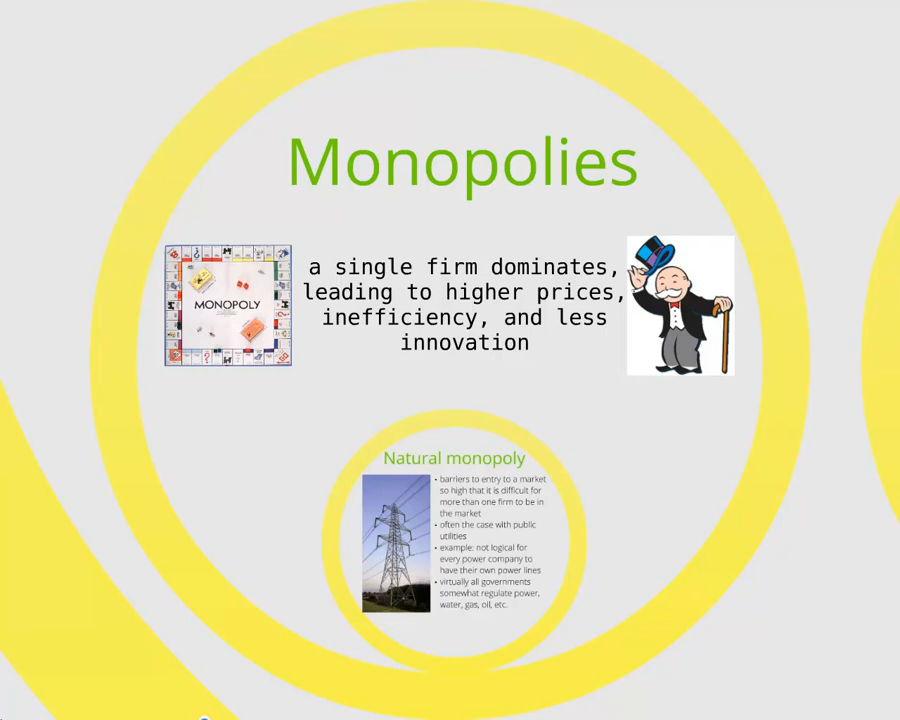 Monopolies
a single firm dominates,
leading to higher prices,
inefficiency, and less
innovation
MONOPOLY
Natural monopoly
• barriers to entry to a market
so high that it is difficult for
more than one firm to be in
the market
• often the case with public
utilities
• example: not logical for
every power company to
have their own power lines
• virtually all governments
somewhat regulate power,
water, gas, oil, etc.